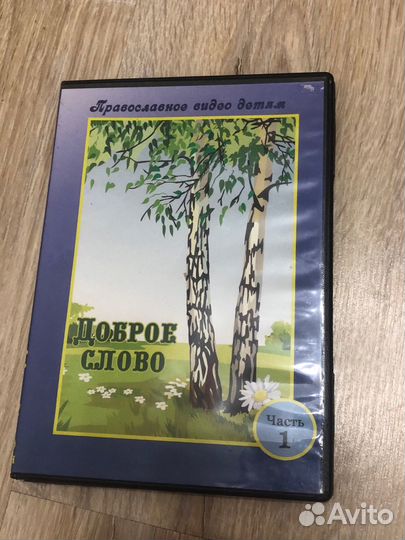 Православное видео детям
ДОБРОЕ
СЛОВО
Часть
1
Avito